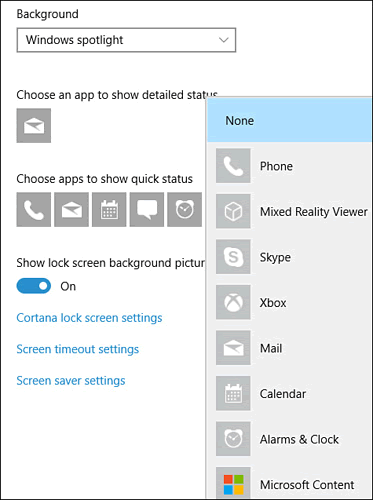 Background
Windows spotlight
Choose an app to show detailed status
Choose apps to show quick status
Show lock screen background pictur
On
Cortana lock screen settings
Screen timeout settings
Screen saver settings
None
Phone
Mixed Reality Viewer
Skype
Xbox
Mail
Calendar
Alarms & Clock
Microsoft Content